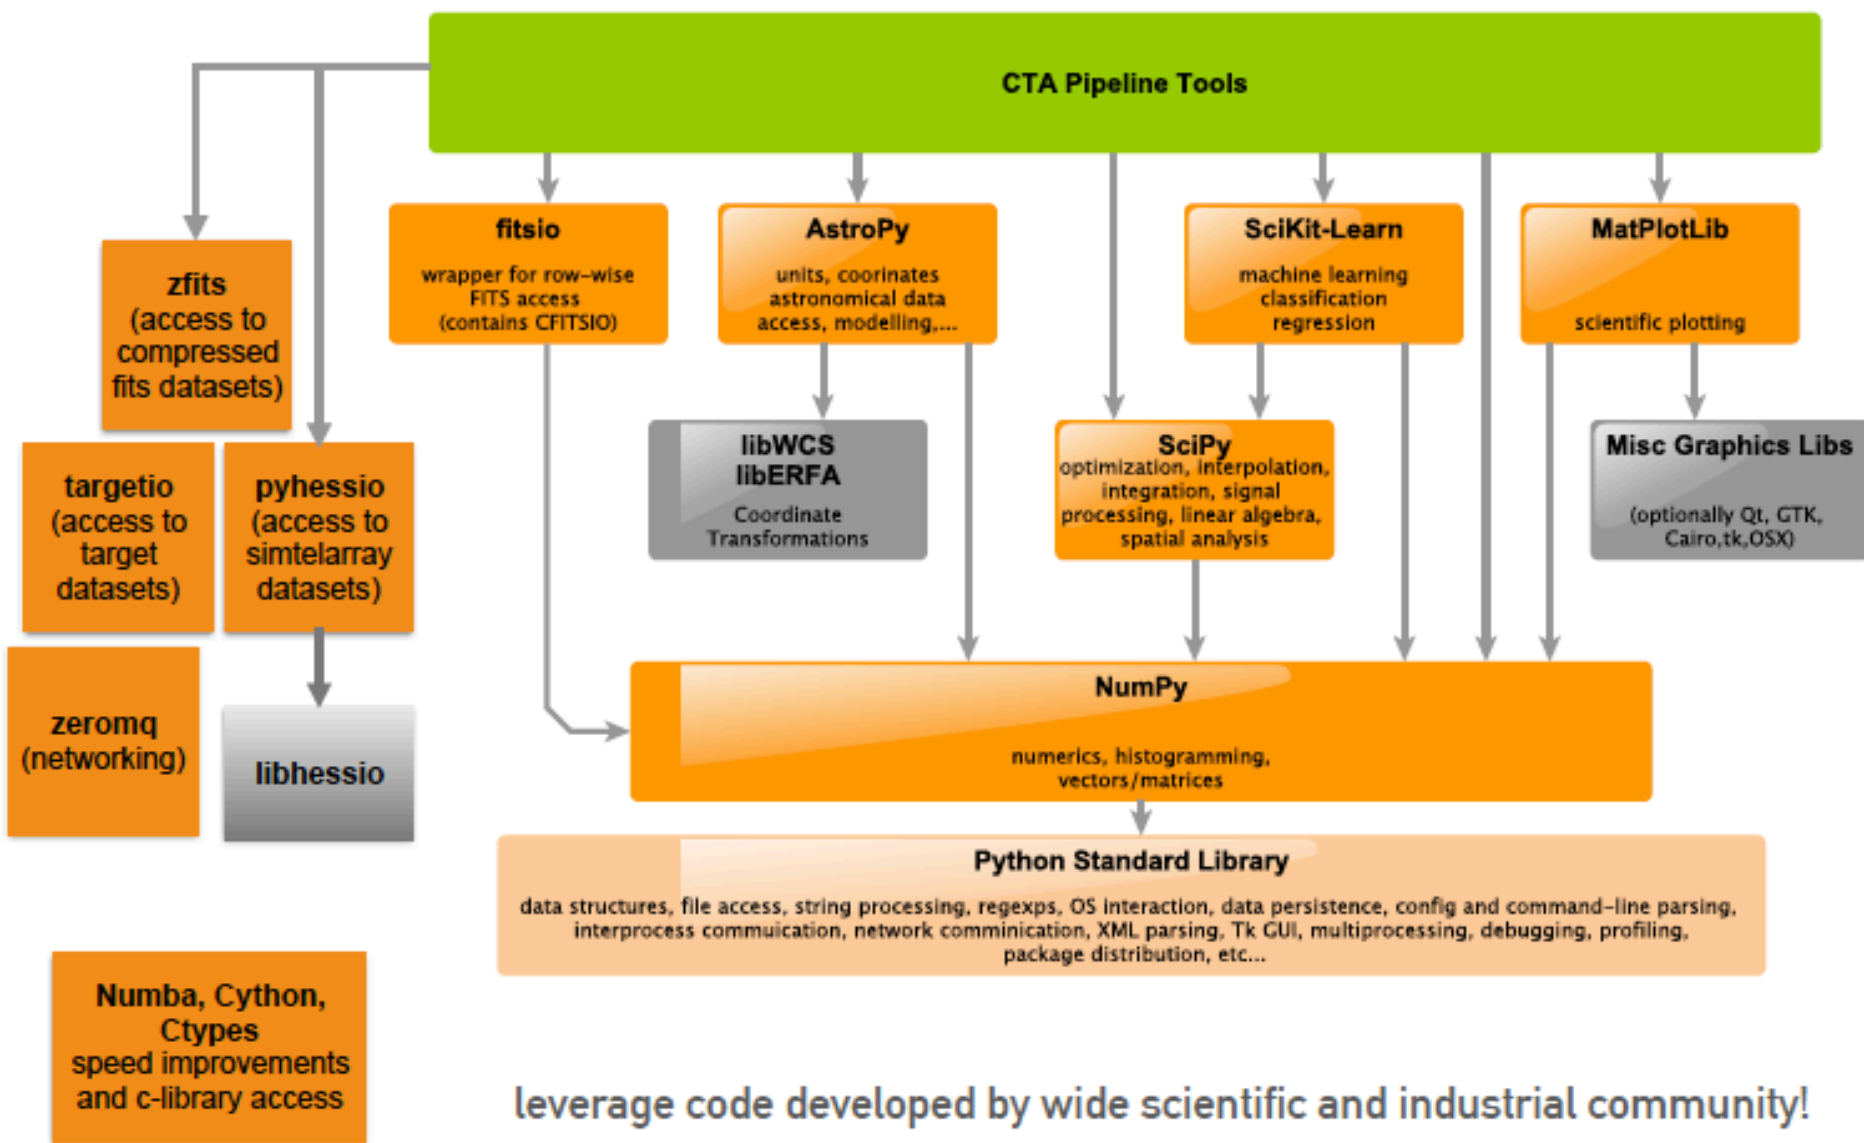 CTA Pipeline Tools
fitsio
wrapper for row-wise
FITS access
(contains CFITSIO)
AstroPy
units, coorinates
astronomical data
access, modelling,...
SciKit-Learn
machine learning
classification
regression
MatPlotLib
scientific plotting
zfits
(access to
compressed
fits datasets)
targetio
(access to
target
datasets)
pyhessio
(access to
simtelarray
datasets)
libWCS
libERFA
Coordinate
Transformations
SciPy
optimization, interpolation,
integration, signal
processing, linear algebra,
spatial analysis
Misc Graphics Libs
(optionally Qt, GTK,
Cairo,tk,OSX)
zeromq
(networking)
libhessio
NumPy
numerics, histogramming,
vectors/matrices
Python Standard Library
data structures, file access, string processing, regexps, OS interaction, data persistence, config and command-line parsing,
interprocess commuication, network comminication, XML parsing, Tk GUI, multiprocessing, debugging, profiling,
package distribution, etc...
Numba, Cython,
Ctypes
speed improvements
and c-library access
leverage code developed by wide scientific and industrial community!